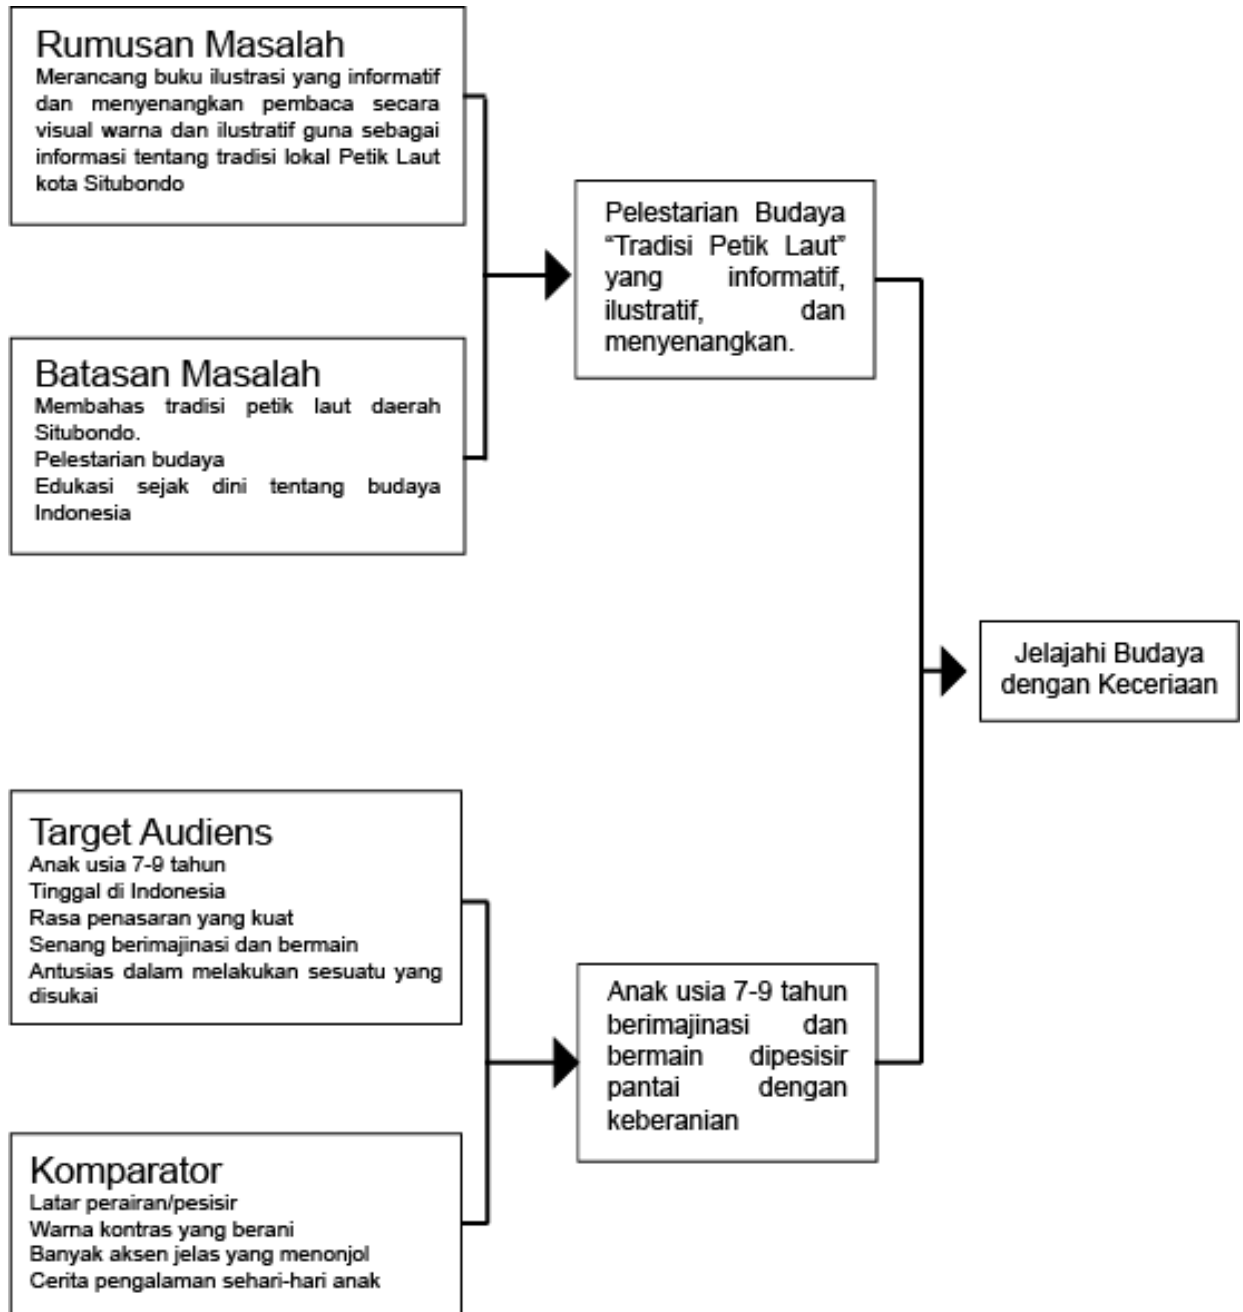 Rumusan Masalah
Merancang buku ilustrasi yang informatif
dan menyenangkan pembaca secara
visual warna dan ilustratif guna sebagai
informasi tentang tradisi lokal Petik Laut
kota Situbondo
Batasan Masalah
Membahas tradisi petik laut daerah
Situbondo.
Pelestarian budaya
Edukasi sejak dini tentang budaya
Indonesia
Pelestarian Budaya
“Tradisi Petik Laut”
yang informatif,
ilustratif, dan
menyenangkan.
Target Audiens
Anak usia 7-9 tahun
Tinggal di Indonesia
Rasa penasaran yang kuat
Senang berimajinasi dan bermain
Antusias dalam melakukan sesuatu yang
disukai
Komparator
Latar perairan/pesisir
Warna kontras yang berani
Banyak aksen jelas yang menonjol
Cerita pengalaman sehari-hari anak
Anak usia 7-9 tahun
berimajinasi dan
bermain dipesisir
pantai dengan
keberanian
Jelajahi Budaya
dengan Keceriaan